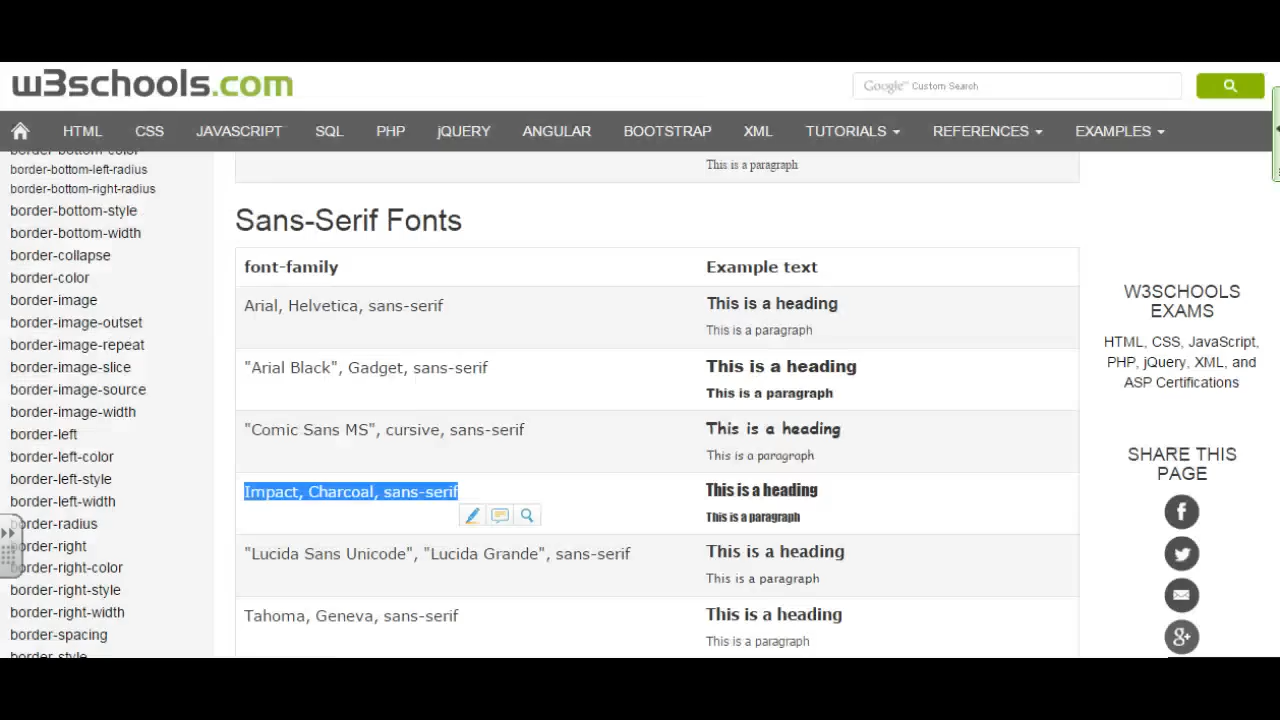 w3schools.com
Google™ Custom Search
HTML CSS JAVASCRIPT SQL PHP jQUERY ANGULAR BOOTSTRAP XML TUTORIALS REFERENCES EXAMPLES
border-bottom-color
border-bottom-left-radius
border-bottom-right-radius
border-bottom-style
border-bottom-width
border-collapse
border-color
border-image
border-image-outset
border-image-repeat
border-image-slice
border-image-source
border-image-width
border-left
border-left-color
border-left-style
border-left-width
border-radius
border-right
border-right-color
border-right-style
border-right-width
border-spacing
border-style
This is a paragraph
Sans-Serif Fonts
font-family Example text
Arial, Helvetica, sans-serif This is a heading
This is a paragraph
"Arial Black", Gadget, sans-serif This is a heading
This is a paragraph
"Comic Sans MS", cursive, sans-serif This is a heading
This is a paragraph
Impact, Charcoal, sans-serif This is a heading
This is a paragraph
"Lucida Sans Unicode", "Lucida Grande", sans-serif This is a heading
This is a paragraph
Tahoma, Geneva, sans-serif This is a heading
This is a paragraph
W3SCHOOLS
EXAMS
HTML, CSS, JavaScript,
PHP, jQuery, XML, and
ASP Certifications
SHARE THIS
PAGE